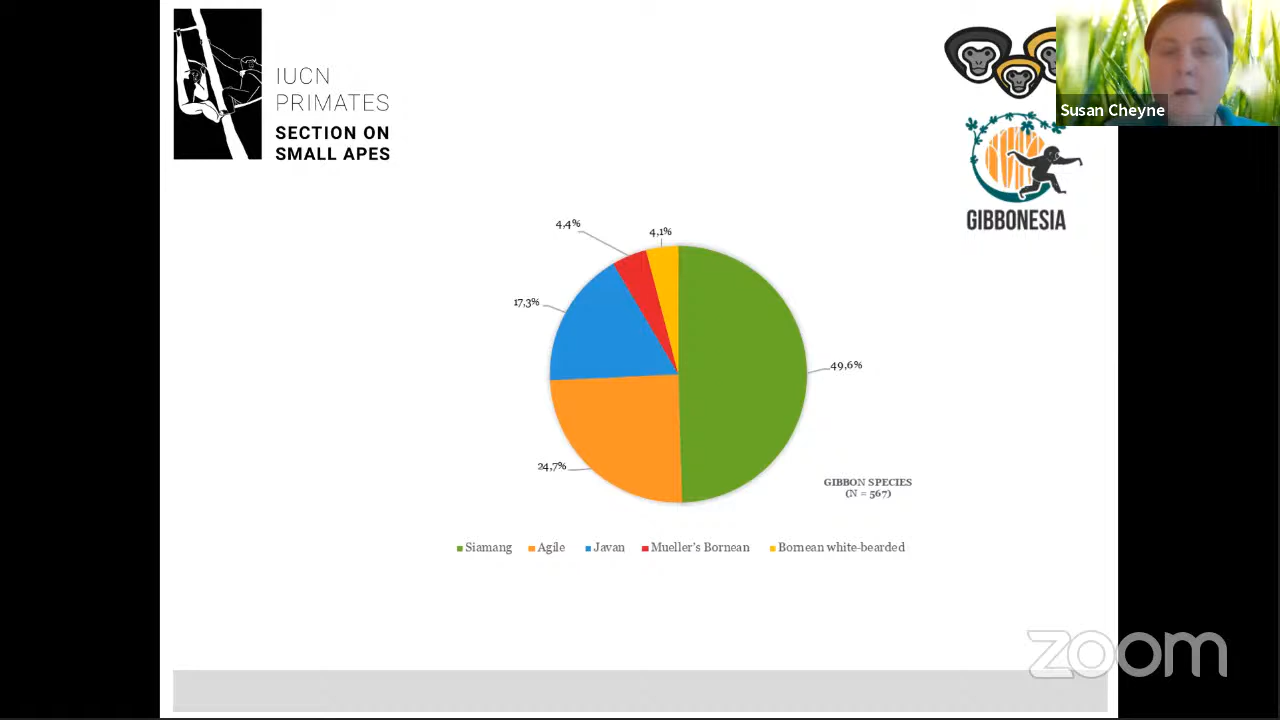 IUCN
PRIMATES
SECTION ON
SMALL APES
Susan Cheyne
GIBBONESIA
4,4%
4,1%
17,3%
49,6%
24,7%
GIBBON SPECIES
(N = 567)
Siamang Agile Javan Mueller's Bornean Bornean white-bearded
zoom